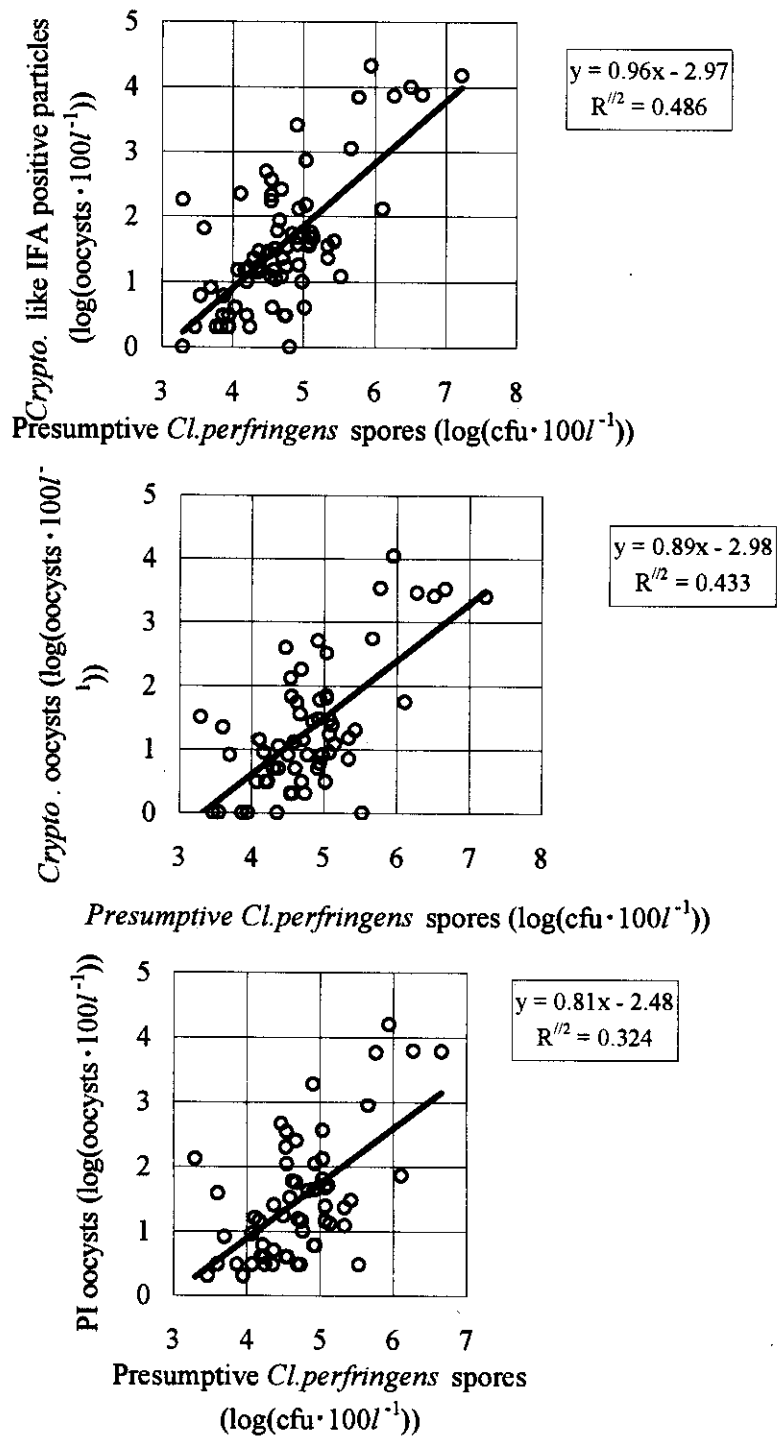 Crypto. like IFA positive particles
(log(oocysts·100l⁻¹))
5
4
3
2
1
0
3 4 5 6 7 8
y = 0.96x - 2.97
R^//2 = 0.486
Presumptive Cl.perfringens spores (log(cfu·100l⁻¹))
Crypto . oocysts (log(oocysts·100l⁻
¹))
5
4
3
2
1
0
3 4 5 6 7 8
y = 0.89x - 2.98
R^//2 = 0.433
Presumptive Cl.perfringens spores (log(cfu·100l⁻¹))
PI oocysts (log(oocysts·100l⁻¹))
5
4
3
2
1
0
3 4 5 6 7
y = 0.81x - 2.48
R^//2 = 0.324
Presumptive Cl.perfringens spores
(log(cfu·100l⁻¹))